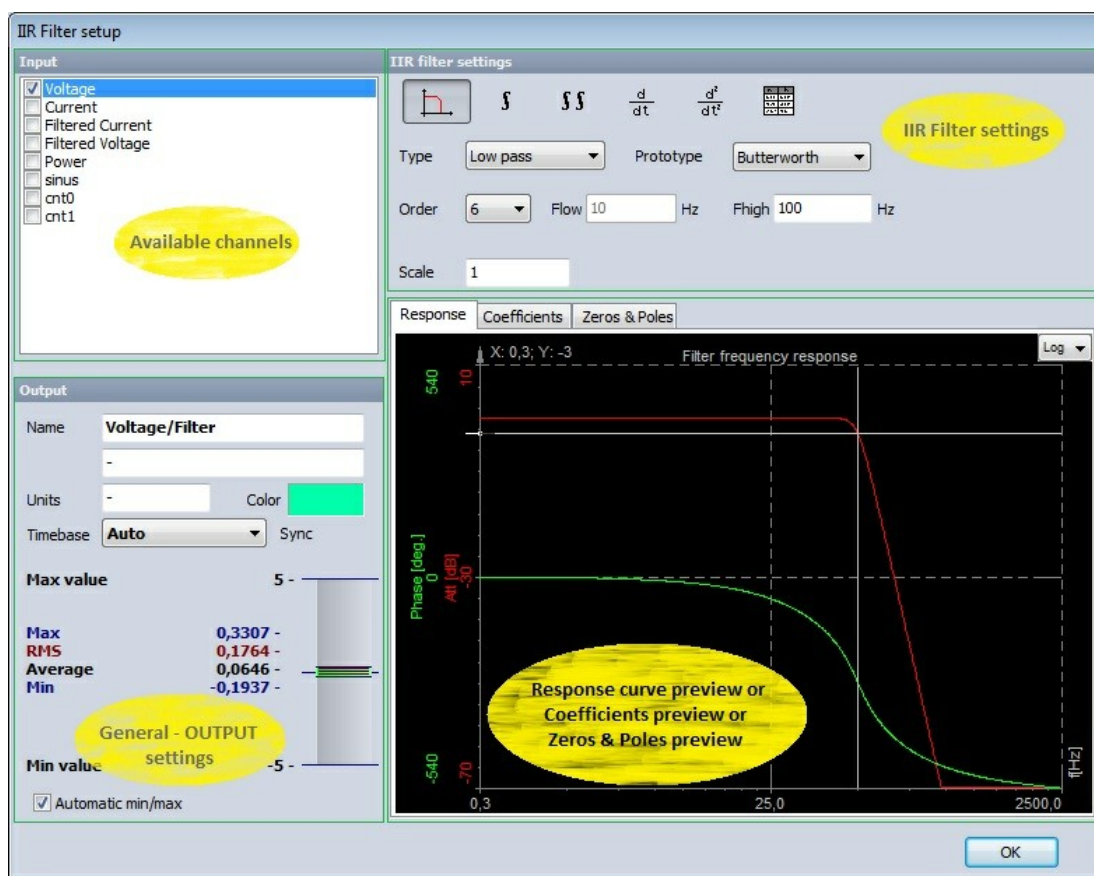 IIR Filter setup
Input
Voltage
Current
Filtered Current
Filtered Voltage
Power
sinus
cnt0
cnt1
Available channels
IIR filter settings
∫
∫∫
d
dt
d²
dt²
IIR Filter settings
Type Low pass Prototype Butterworth
Order 6 Flow 10 Hz Fhigh 100 Hz
Scale 1
Output
Name Voltage/Filter
-
Units - Color
Timebase Auto Sync
Max value 5 -
Max 0,3307 -
RMS 0,1764 -
Average 0,0646 -
Min -0,1937 -
General - OUTPUT
settings
Min value -5 -
Automatic min/max
Response Coefficients Zeros & Poles
X: 0,3; Y: -3
Filter frequency response
Log
540 10
Phase [deg.] 0
Att [dB] -30
-540 -70
Response curve preview or
Coefficients preview or
Zeros & Poles preview
f[Hz]
0,3 25,0 2500,0
OK